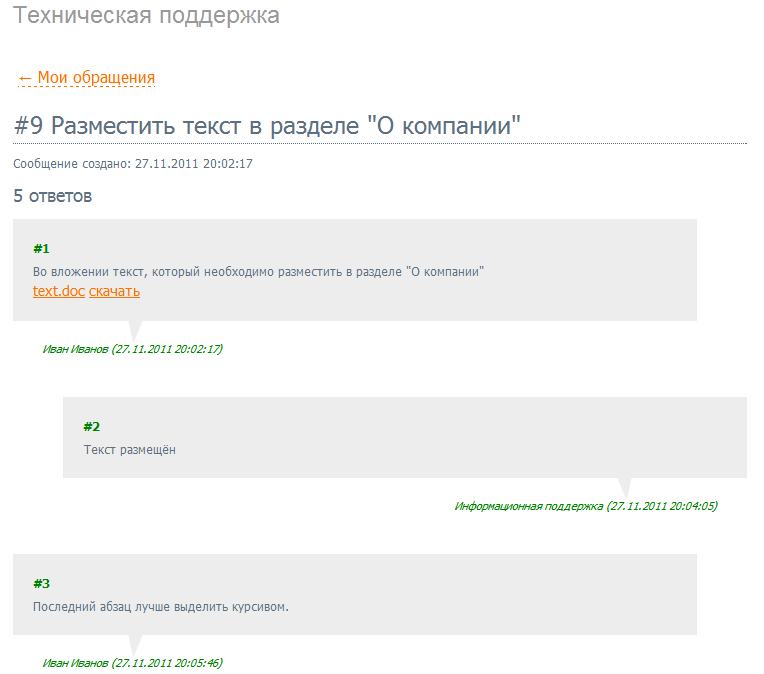 Техническая поддержка
← Мои обращения
#9 Разместить текст в разделе "О компании"
Сообщение создано: 27.11.2011 20:02:17
5 ответов
#1
Во вложении текст, который необходимо разместить в разделе "О компании"
text.doc скачать
Иван Иванов (27.11.2011 20:02:17)
#2
Текст размещён
Информационная поддержка (27.11.2011 20:04:05)
#3
Последний абзац лучше выделить курсивом.
Иван Иванов (27.11.2011 20:05:46)